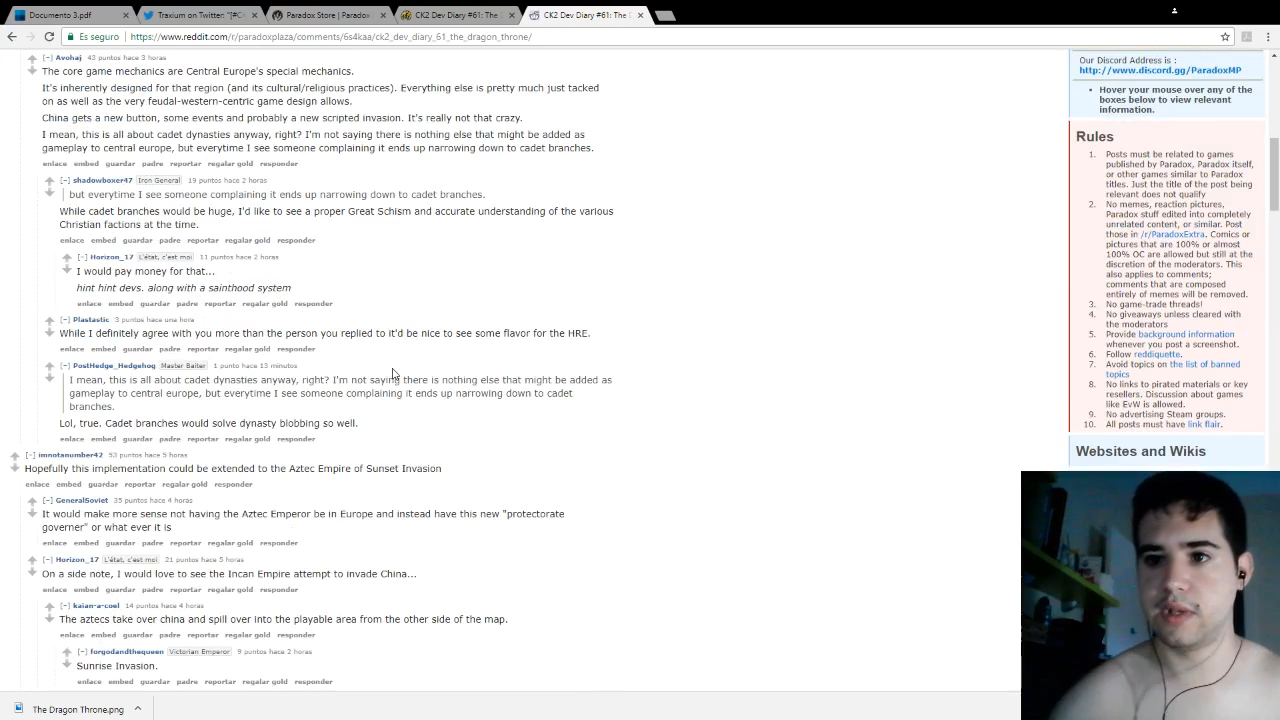 Documento 3.pdf
Traxium on Twitter: "[#C
Paradox Store | Paradox
CK2 Dev Diary #61: The D
CK2 Dev Diary #61: The D
Es seguro https://www.reddit.com/r/paradoxplaza/comments/6s4kaa/ck2_dev_diary_61_the_dragon_throne/
[–] Avohaj 43 puntos hace 3 horas
The core game mechanics are Central Europe's special mechanics.
It's inherently designed for that region (and its cultural/religious practices). Everything else is pretty much just tacked
on as well as the very feudal-western-centric game design allows.
China gets a new button, some events and probably a new scripted invasion. It's really not that crazy.
I mean, this is all about cadet dynasties anyway, right? I'm not saying there is nothing else that might be added as
gameplay to central europe, but everytime I see someone complaining it ends up narrowing down to cadet branches.
enlace embed guardar padre reportar regalar gold responder
[–] shadowboxer47 Iron General 19 puntos hace 2 horas
but everytime I see someone complaining it ends up narrowing down to cadet branches.
While cadet branches would be huge, I'd like to see a proper Great Schism and accurate understanding of the various
Christian factions at the time.
enlace embed guardar padre reportar regalar gold responder
[–] Horizon_17 L'état, c'est moi 11 puntos hace 2 horas
I would pay money for that...
hint hint devs. along with a sainthood system
enlace embed guardar padre reportar regalar gold responder
[–] Plastastic 3 puntos hace una hora
While I definitely agree with you more than the person you replied to it'd be nice to see some flavor for the HRE.
enlace embed guardar padre reportar regalar gold responder
[–] PostHedge_Hedgehog Master Baiter 1 punto hace 13 minutos
I mean, this is all about cadet dynasties anyway, right? I'm not saying there is nothing else that might be added as
gameplay to central europe, but everytime I see someone complaining it ends up narrowing down to cadet
branches.
Lol, true. Cadet branches would solve dynasty blobbing so well.
enlace embed guardar padre reportar regalar gold responder
[–] imnotanumber42 53 puntos hace 5 horas
Hopefully this implementation could be extended to the Aztec Empire of Sunset Invasion
enlace embed guardar reportar regalar gold responder
[–] GeneralSoviet 35 puntos hace 4 horas
It would make more sense not having the Aztec Emperor be in Europe and instead have this new "protectorate
governer" or what ever it is
enlace embed guardar padre reportar regalar gold responder
[–] Horizon_17 L'état, c'est moi 21 puntos hace 5 horas
On a side note, I would love to see the Incan Empire attempt to invade China...
enlace embed guardar padre reportar regalar gold responder
[–] kaian-a-coel 14 puntos hace 4 horas
The aztecs take over china and spill over into the playable area from the other side of the map.
enlace embed guardar padre reportar regalar gold responder
[–] forgodandthequeen Victorian Emperor 9 puntos hace 2 horas
Sunrise Invasion.
enlace embed guardar padre reportar regalar gold responder
Our Discord Address is :
http://www.discord.gg/ParadoxMP
• Hover your mouse over any of the
boxes below to view relevant
information.
Rules
1. Posts must be related to games
published by Paradox, Paradox itself,
or other games similar to Paradox
titles. Just the title of the post being
relevant does not qualify
2. No memes, reaction pictures,
Paradox stuff edited into completely
unrelated content, or similar. Post
those in /r/ParadoxExtra. Comics or
pictures that are 100% or almost
100% OC are allowed but still at the
discretion of the moderators. This
also applies to comments;
comments that are composed
entirely of memes will be removed.
3. No game-trade threads!
4. No giveaways unless cleared with
the moderators
5. Provide background information
whenever you post a screenshot.
6. Follow reddiquette.
7. Avoid topics on the list of banned
topics
8. No links to pirated materials or key
resellers. Discussion about games
like EvW is allowed.
9. No advertising Steam groups.
10. All posts must have link flair.
Websites and Wikis
The Dragon Throne.png